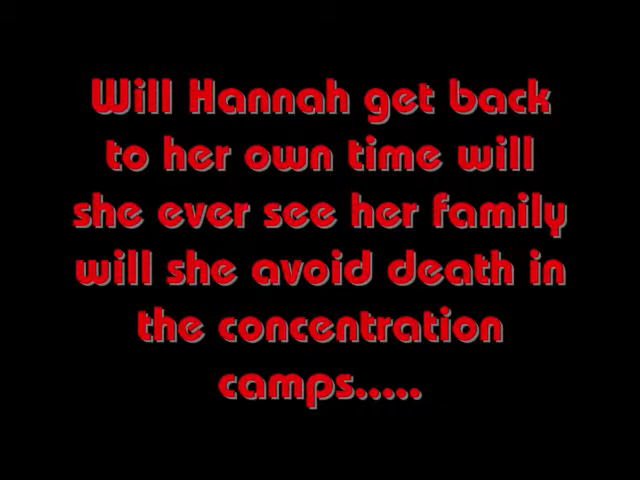 Will Hannah get back
to her own time will
she ever see her family
will she avoid death in
the concentration
camps.....